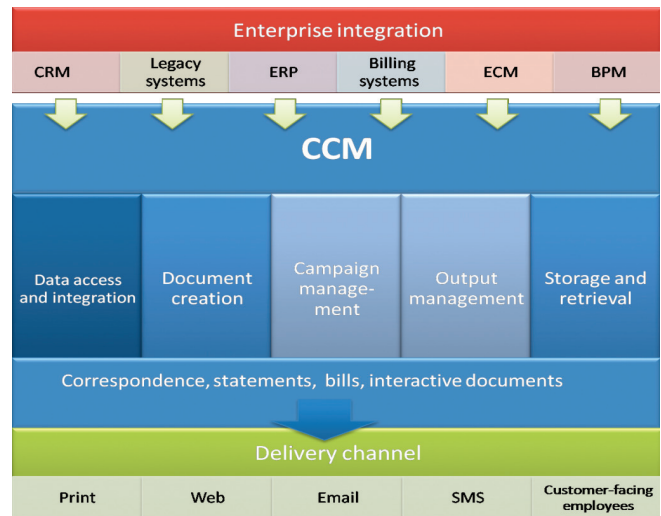 Enterprise integration
CRM
Legacy
systems
ERP
Billing
systems
ECM
BPM
CCM
Data access
and integration
Document
creation
Campaign
manage-
ment
Output
management
Storage and
retrieval
Correspondence, statements, bills, interactive documents
Delivery channel
Print
Web
Email
SMS
Customer-facing
employees